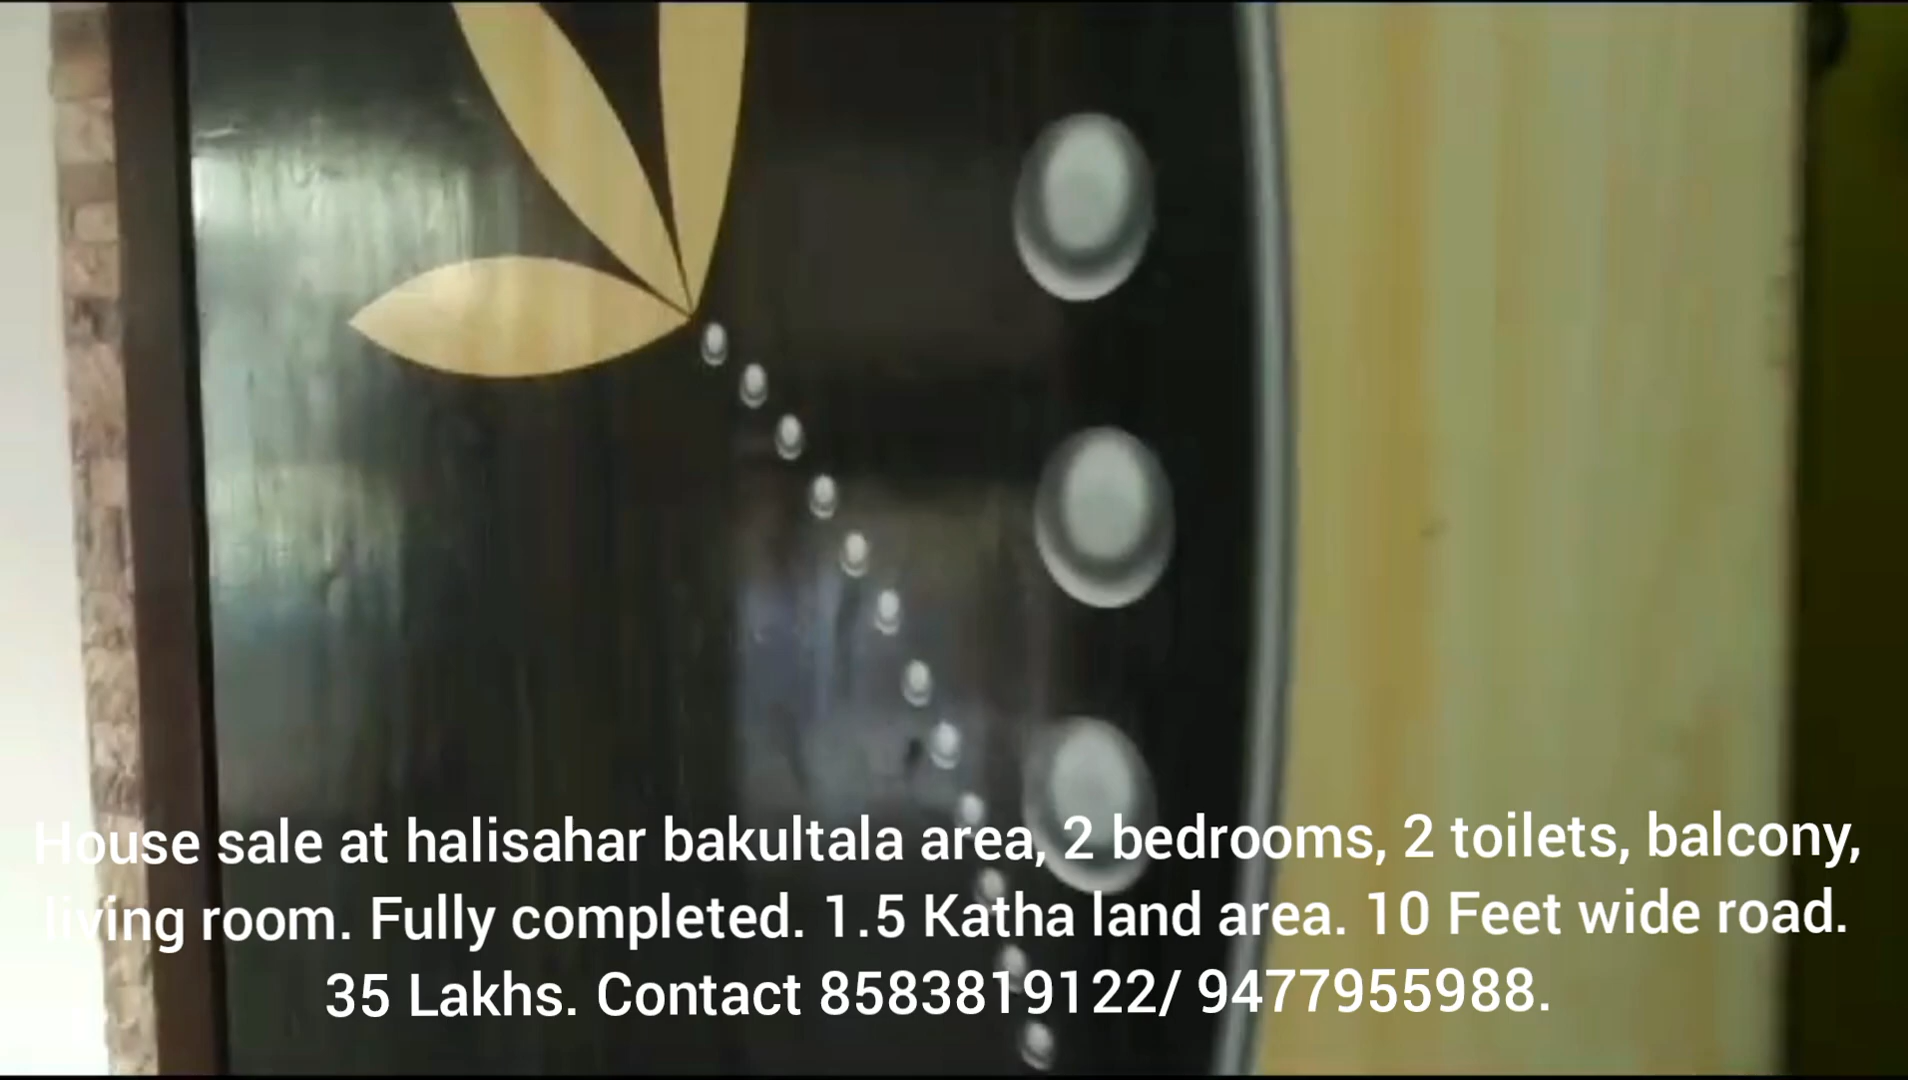 House sale at halisahar bakultala area, 2 bedrooms, 2 toilets, balcony,
living room. Fully completed. 1.5 Katha land area. 10 Feet wide road.
35 Lakhs. Contact 8583819122/ 9477955988.